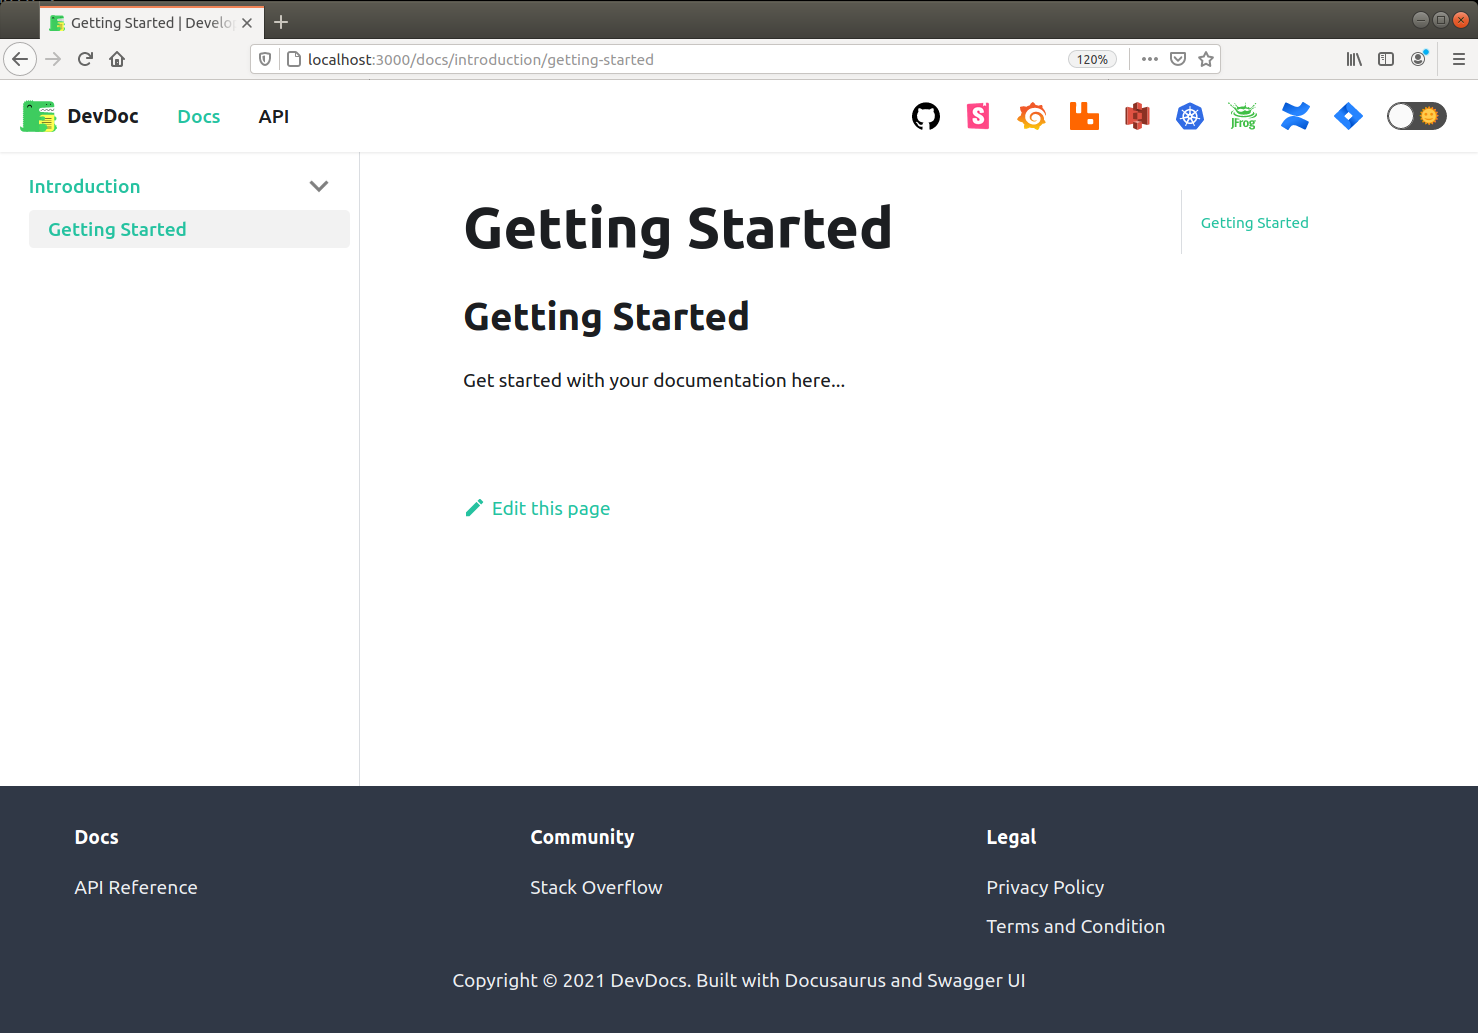 Getting Started | Develo
localhost:3000/docs/introduction/getting-started
120%
DevDoc
Docs
API
S
JFrog
Introduction
Getting Started
Getting Started
Getting Started
Getting Started
Get started with your documentation here...
Edit this page
Docs
Community
Legal
API Reference
Stack Overflow
Privacy Policy
Terms and Condition
Copyright © 2021 DevDocs. Built with Docusaurus and Swagger UI